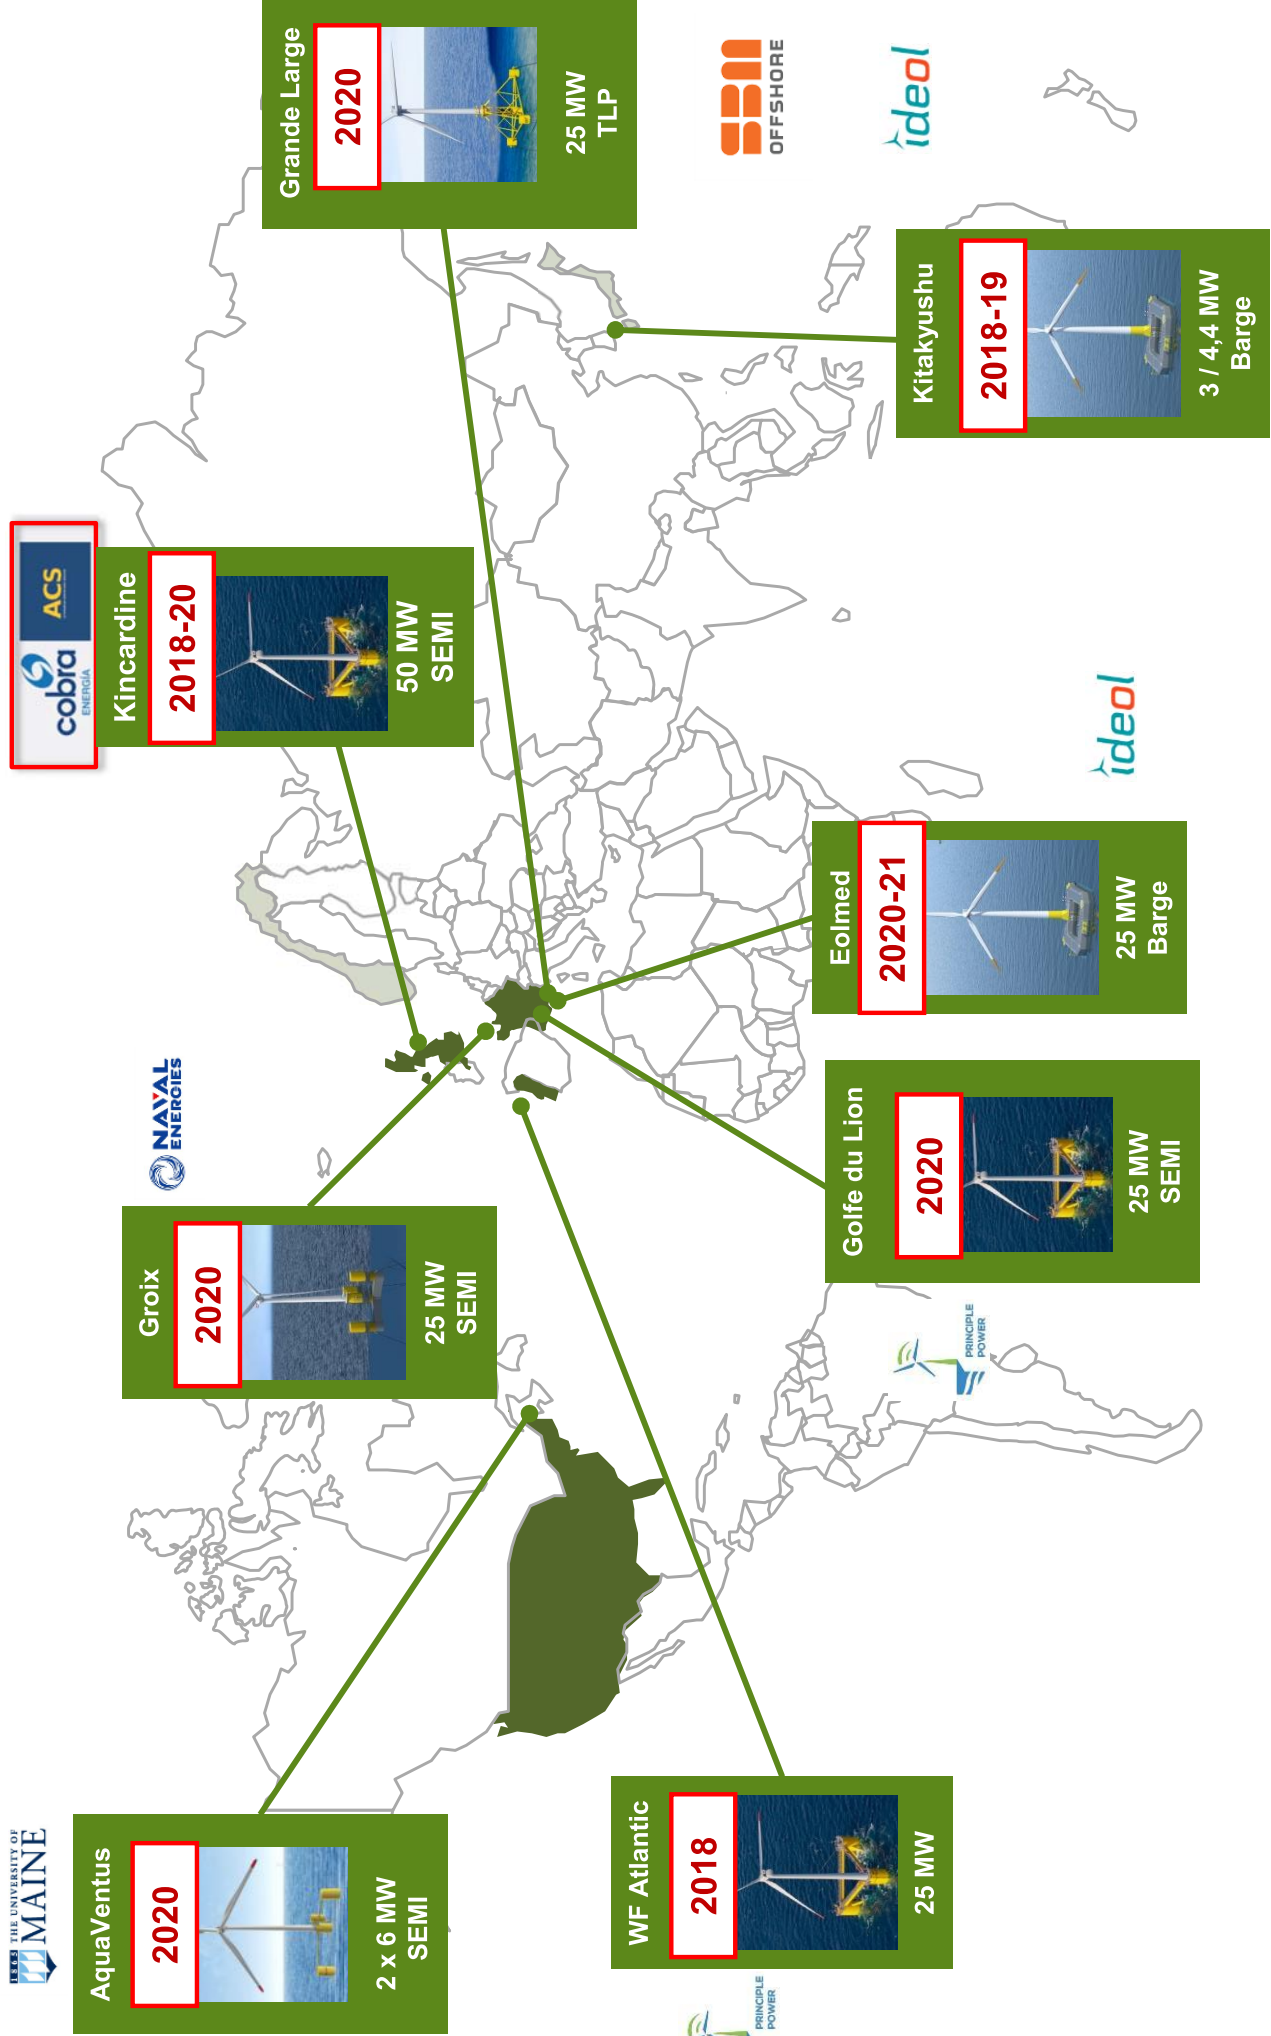 1865 THE UNIVERSITY OF
MAINE
AquaVentus
2020
2 x 6 MW
SEMI
NAVAL
ENERGIES
Groix
2020
25 MW
SEMI
cobra
ENERGÍA
ACS
Kincardine
2018-20
50 MW
SEMI
Grande Large
2020
25 MW
TLP
SBM
OFFSHORE
WF Atlantic
2018
25 MW
PRINCIPLE
POWER
Golfe du Lion
2020
25 MW
SEMI
PRINCIPLE
POWER
Eolmed
2020-21
25 MW
Barge
ideol
Kitakyushu
2018-19
3 / 4,4 MW
Barge
ideol